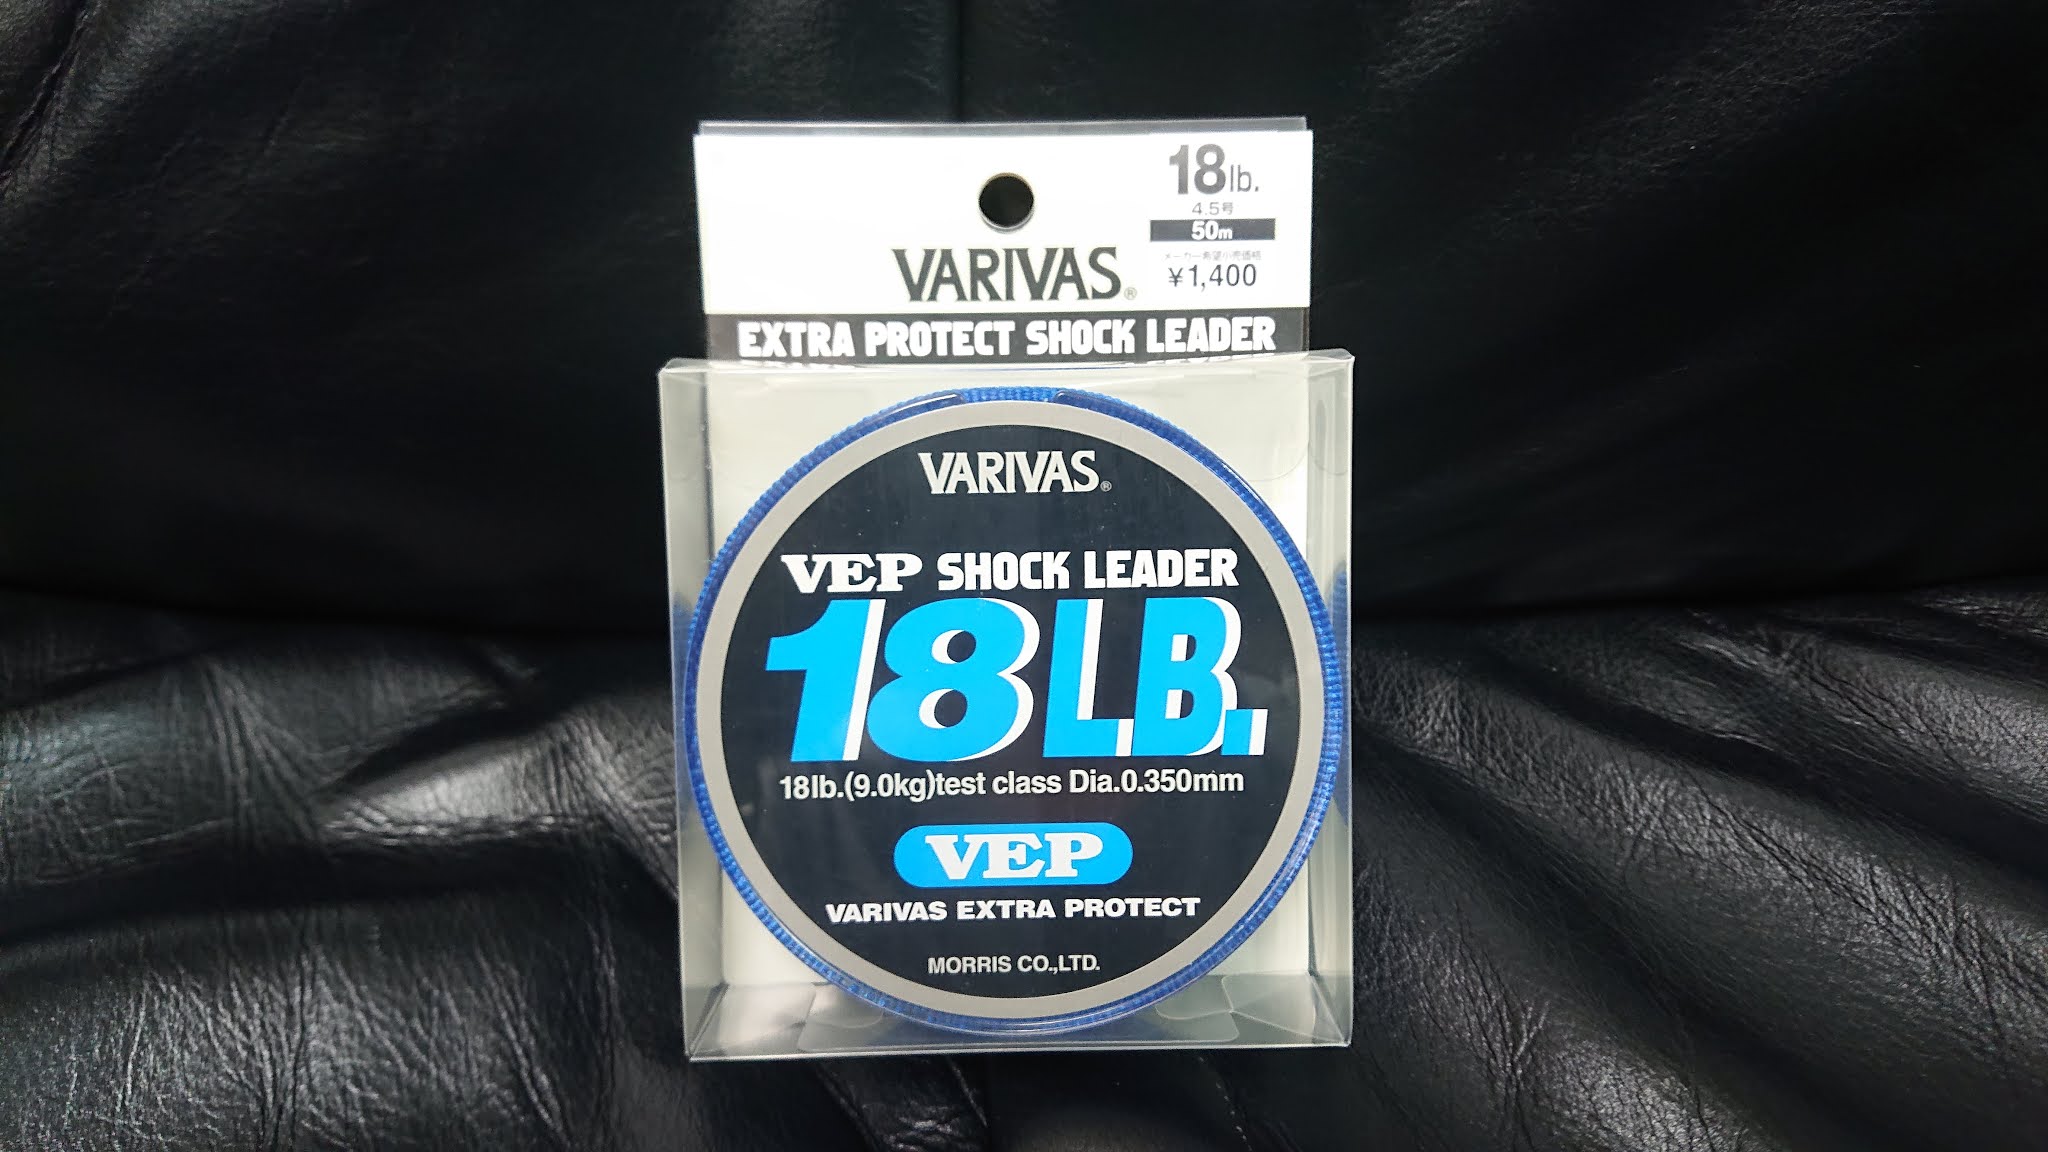 18lb.
4.5号
50m
メーカー希望小売価格
¥1,400
VARIVAS®
EXTRA PROTECT SHOCK LEADER
VARIVAS®
VEP SHOCK LEADER
18LB.
18lb.(9.0kg)test class Dia.0.350mm
VEP
VARIVAS EXTRA PROTECT
MORRIS CO.,LTD.